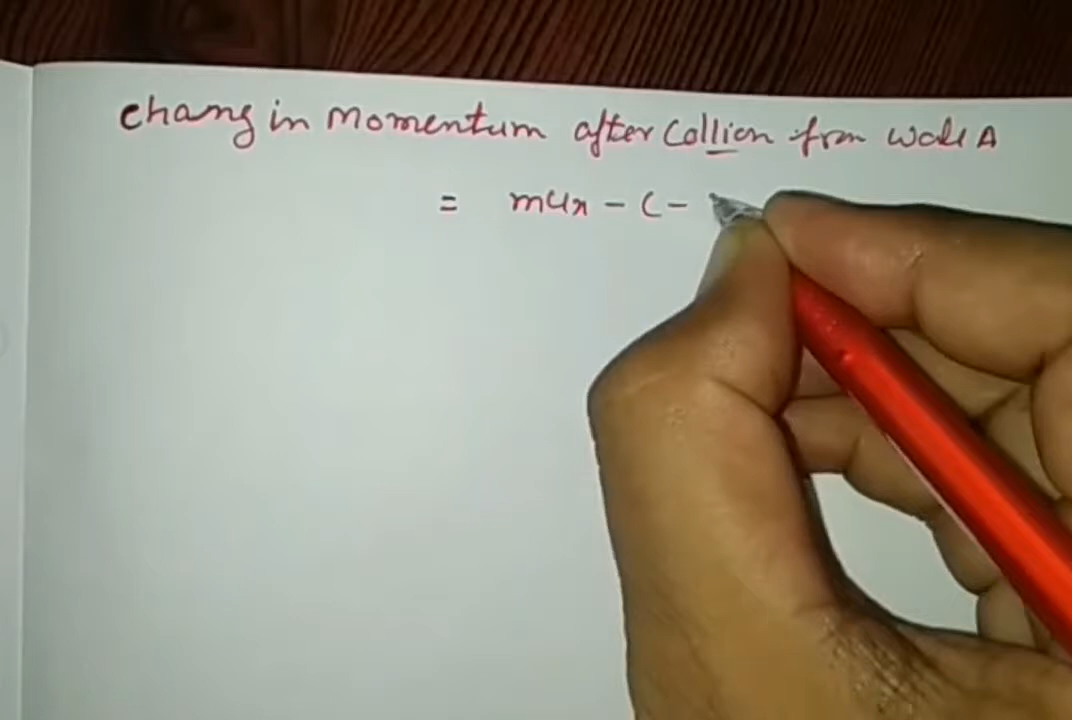 chang in momentum after Collion from wall A
= mux - (-